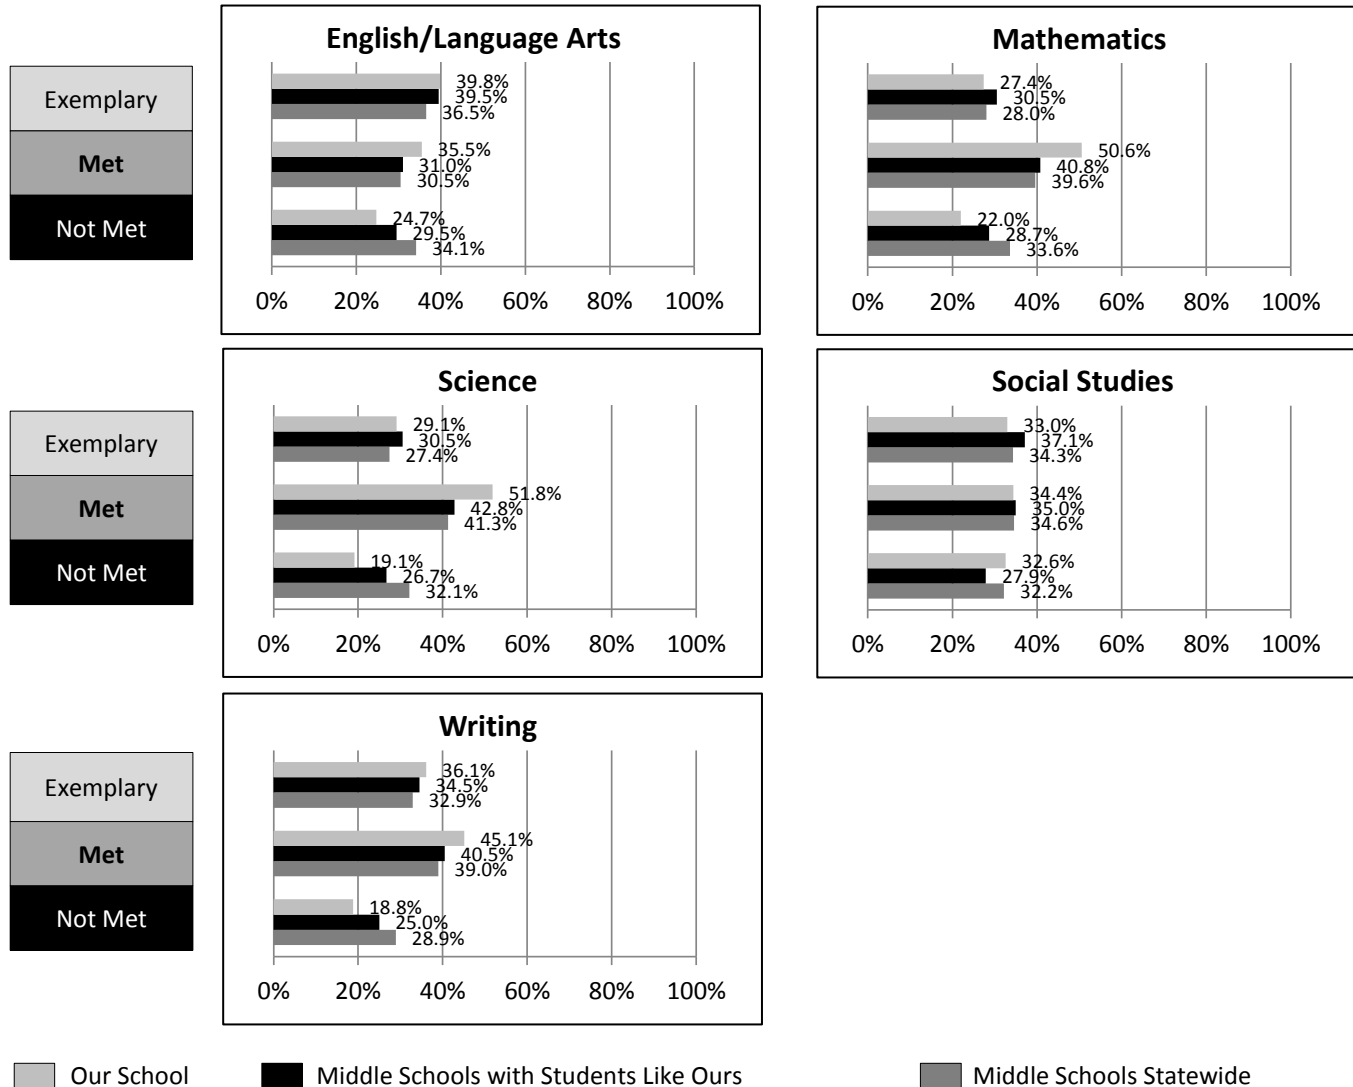 English/Language Arts
Exemplary
Met
Not Met
39.8%
39.5%
36.5%
35.5%
31.0%
30.5%
24.7%
29.5%
34.1%
0% 20% 40% 60% 80% 100%
Mathematics
27.4%
30.5%
28.0%
50.6%
40.8%
39.6%
22.0%
28.7%
33.6%
0% 20% 40% 60% 80% 100%
Science
Exemplary
Met
Not Met
29.1%
30.5%
27.4%
51.8%
42.8%
41.3%
19.1%
26.7%
32.1%
0% 20% 40% 60% 80% 100%
Social Studies
33.0%
37.1%
34.3%
34.4%
35.0%
34.6%
32.6%
27.9%
32.2%
0% 20% 40% 60% 80% 100%
Writing
Exemplary
Met
Not Met
36.1%
34.5%
32.9%
45.1%
40.5%
39.0%
18.8%
25.0%
28.9%
0% 20% 40% 60% 80% 100%
Our School Middle Schools with Students Like Ours Middle Schools Statewide